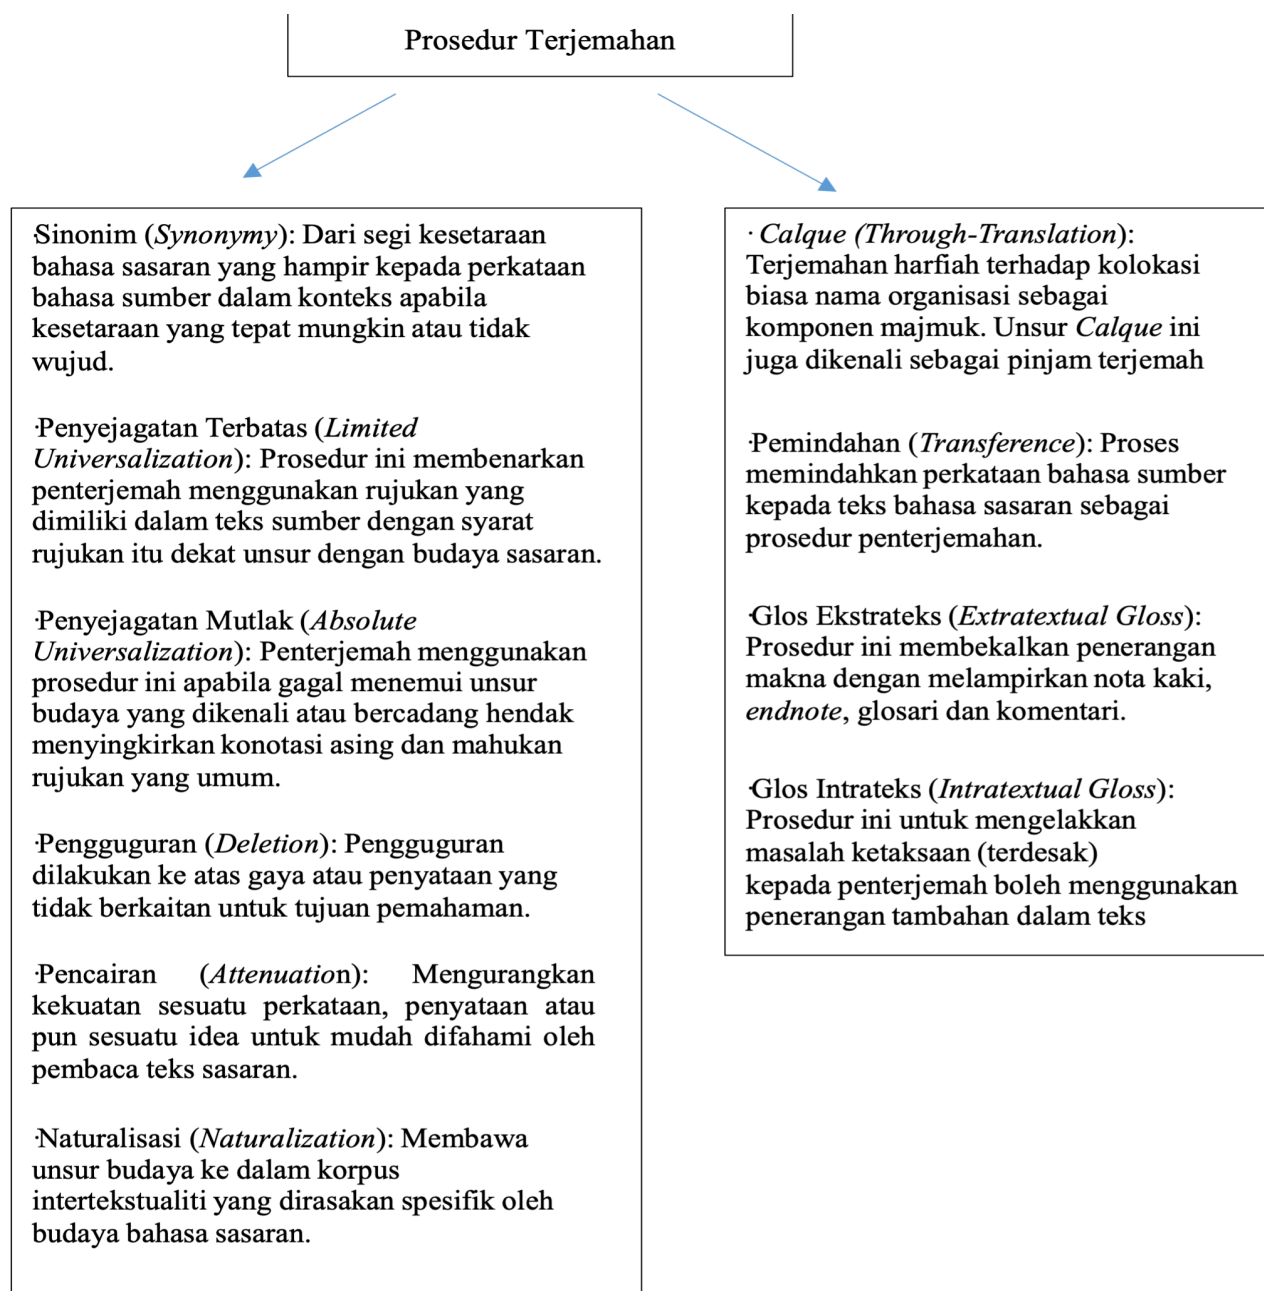 Prosedur Terjemahan
·Sinonim (Synonymy): Dari segi kesetaraan
bahasa sasaran yang hampir kepada perkataan
bahasa sumber dalam konteks apabila
kesetaraan yang tepat mungkin atau tidak
wujud.
·Penyejagatan Terbatas (Limited
Universalization): Prosedur ini membenarkan
penterjemah menggunakan rujukan yang
dimiliki dalam teks sumber dengan syarat
rujukan itu dekat unsur dengan budaya sasaran.
·Penyejagatan Mutlak (Absolute
Universalization): Penterjemah menggunakan
prosedur ini apabila gagal menemui unsur
budaya yang dikenali atau bercadang hendak
menyingkirkan konotasi asing dan mahukan
rujukan yang umum.
·Pengguguran (Deletion): Pengguguran
dilakukan ke atas gaya atau penyataan yang
tidak berkaitan untuk tujuan pemahaman.
·Pencairan (Attenuation): Mengurangkan
kekuatan sesuatu perkataan, penyataan atau
pun sesuatu idea untuk mudah difahami oleh
pembaca teks sasaran.
·Naturalisasi (Naturalization): Membawa
unsur budaya ke dalam korpus
intertekstualiti yang dirasakan spesifik oleh
budaya bahasa sasaran.
· Calque (Through-Translation):
Terjemahan harfiah terhadap kolokasi
biasa nama organisasi sebagai
komponen majmuk. Unsur Calque ini
juga dikenali sebagai pinjam terjemah
·Pemindahan (Transference): Proses
memindahkan perkataan bahasa sumber
kepada teks bahasa sasaran sebagai
prosedur penterjemahan.
·Glos Ekstrateks (Extratextual Gloss):
Prosedur ini membekalkan penerangan
makna dengan melampirkan nota kaki,
endnote, glosari dan komentari.
·Glos Intrateks (Intratextual Gloss):
Prosedur ini untuk mengelakkan
masalah ketaksaan (terdesak)
kepada penterjemah boleh menggunakan
penerangan tambahan dalam teks